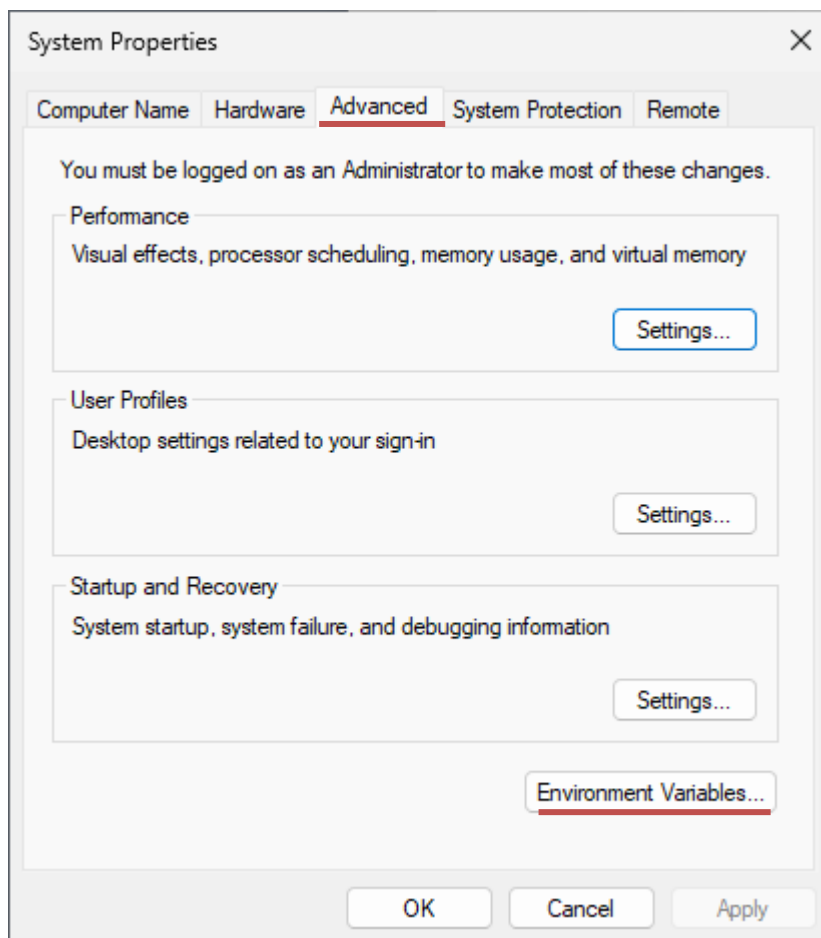 System Properties
Computer Name Hardware Advanced System Protection Remote
You must be logged on as an Administrator to make most of these changes.
Performance
Visual effects, processor scheduling, memory usage, and virtual memory
Settings...
User Profiles
Desktop settings related to your sign-in
Settings...
Startup and Recovery
System startup, system failure, and debugging information
Settings...
Environment Variables...
OK Cancel Apply